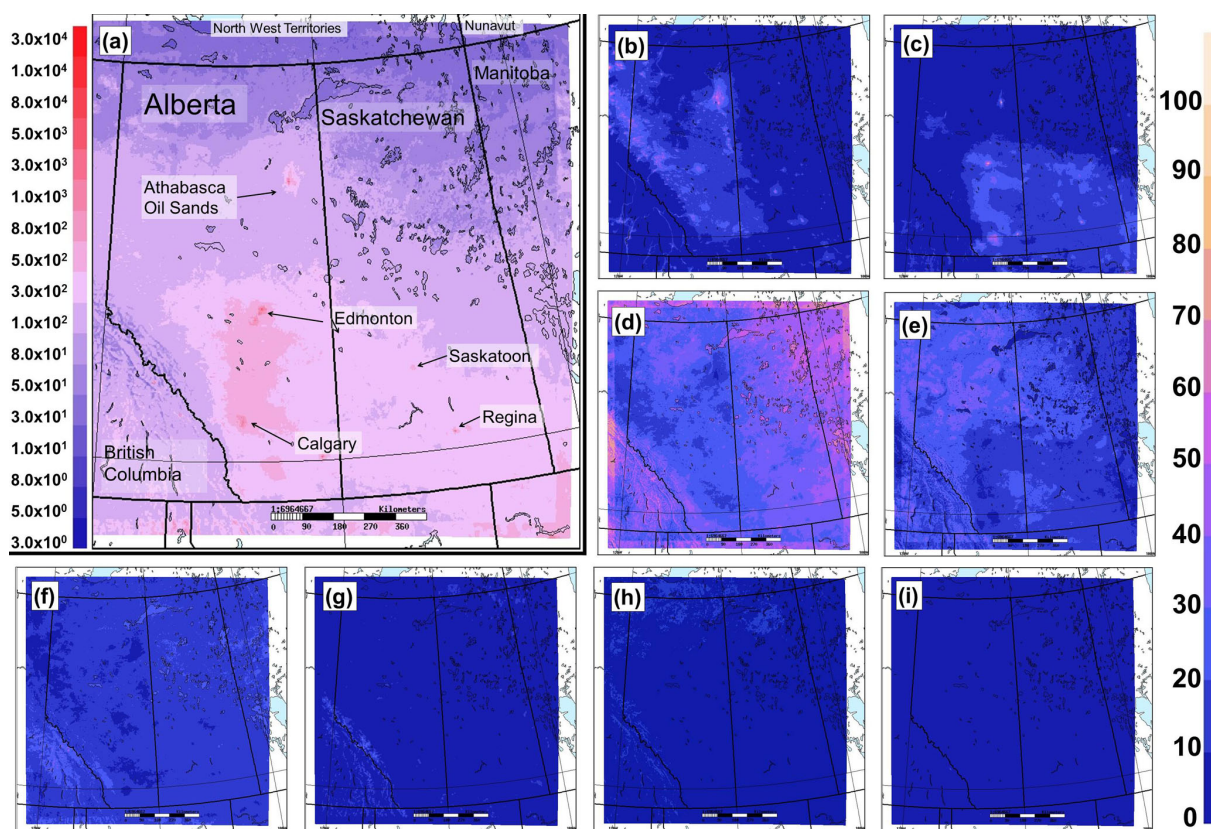 (a)
North West Territories
Nunavut
Manitoba
Alberta
Saskatchewan
Athabasca
Oil Sands
Edmonton
Saskatoon
Regina
Calgary
British
Columbia
1:6964667 Kilometers
0 90 180 270 360
3.0x10⁴
1.0x10⁴
8.0x10⁴
5.0x10³
3.0x10³
1.0x10³
8.0x10²
3.0x10²
1.0x10²
8.0x10¹
5.0x10¹
3.0x10¹
1.0x10¹
8.0x10⁰
5.0x10⁰
3.0x10⁰
(b)
(c)
(d)
(e)
(f)
(g)
(h)
(i)
100
90
80
70
60
50
40
30
20
10
0